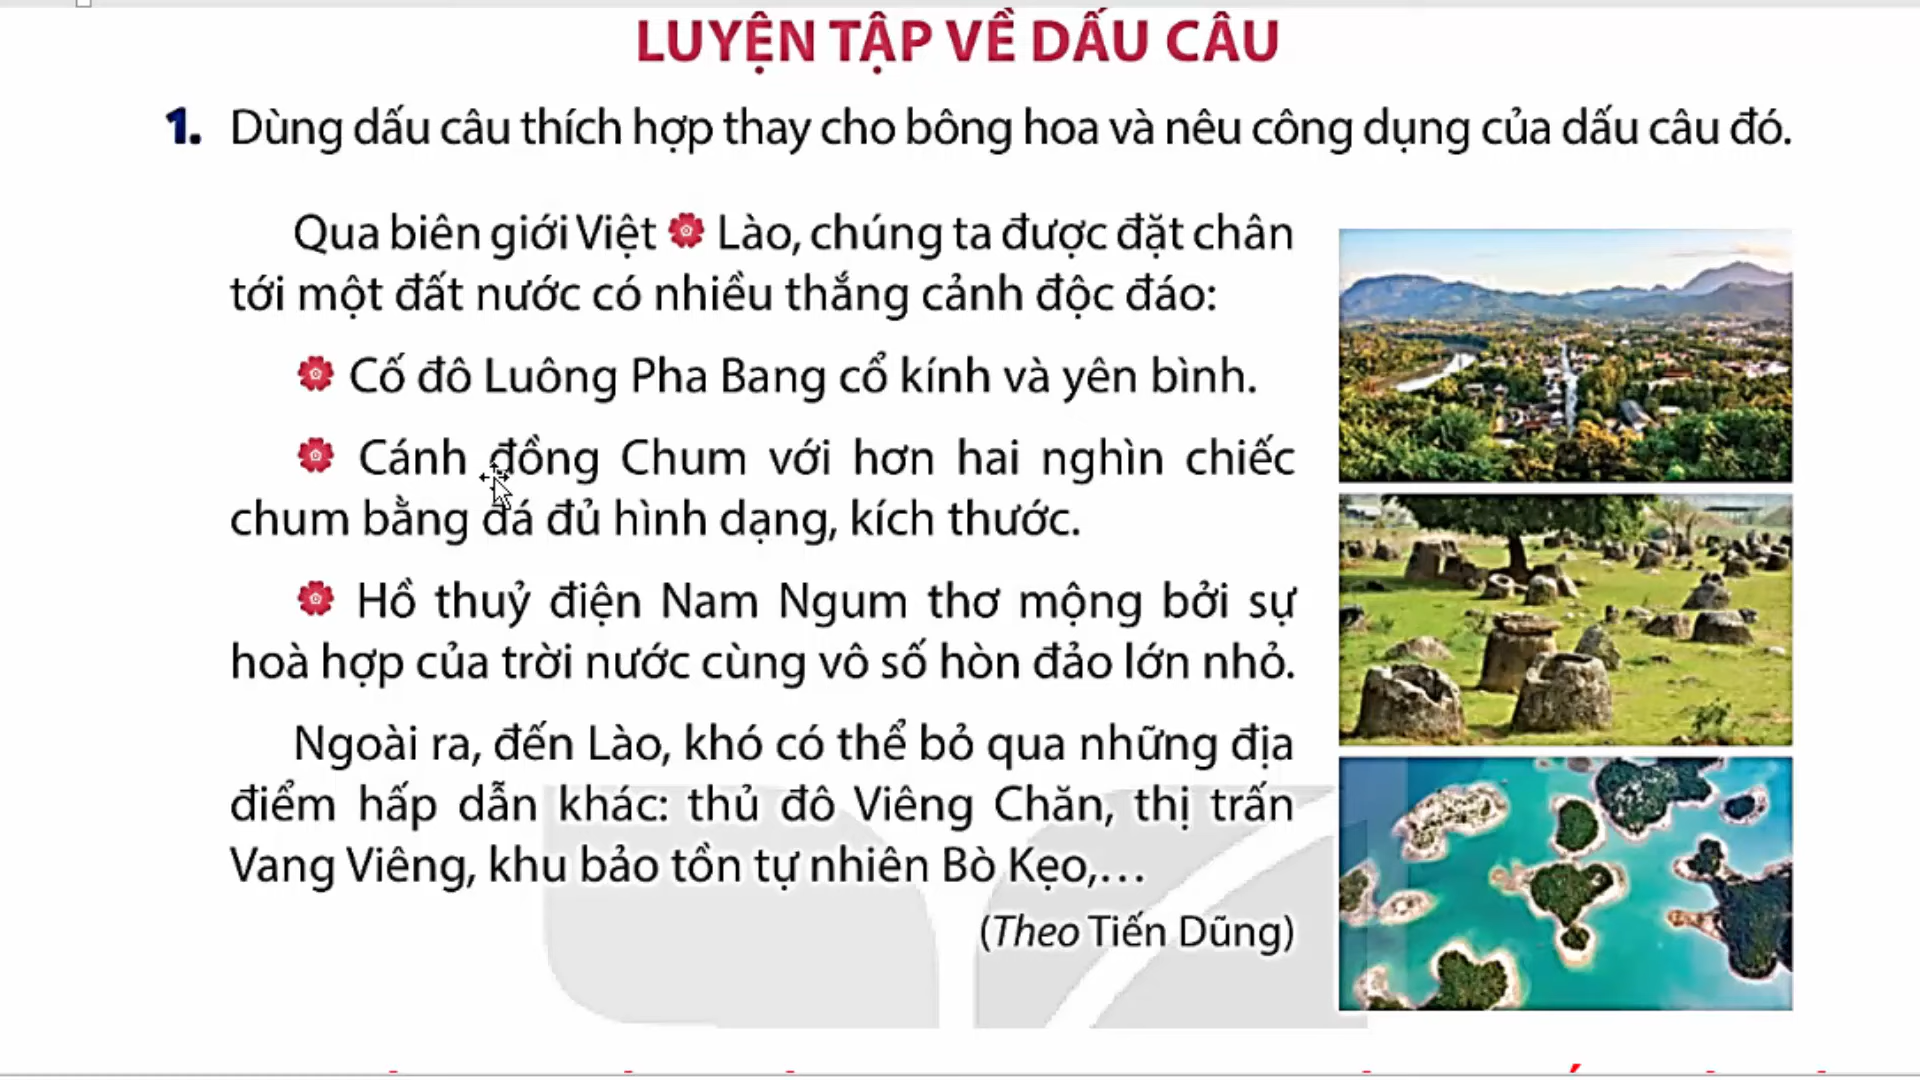 LUYỆN TẬP VỀ DẤU CÂU
1. Dùng dấu câu thích hợp thay cho bông hoa và nêu công dụng của dấu câu đó.
Qua biên giới Việt Lào, chúng ta được đặt chân
tới một đất nước có nhiều thắng cảnh độc đáo:
Cố đô Luông Pha Bang cổ kính và yên bình.
Cánh đồng Chum với hơn hai nghìn chiếc
chum bằng đá đủ hình dạng, kích thước.
Hồ thuỷ điện Nam Ngum thơ mộng bởi sự
hoà hợp của trời nước cùng vô số hòn đảo lớn nhỏ.
Ngoài ra, đến Lào, khó có thể bỏ qua những địa
điểm hấp dẫn khác: thủ đô Viêng Chăn, thị trấn
Vang Viêng, khu bảo tồn tự nhiên Bò Kẹo,...
(Theo Tiến Dũng)